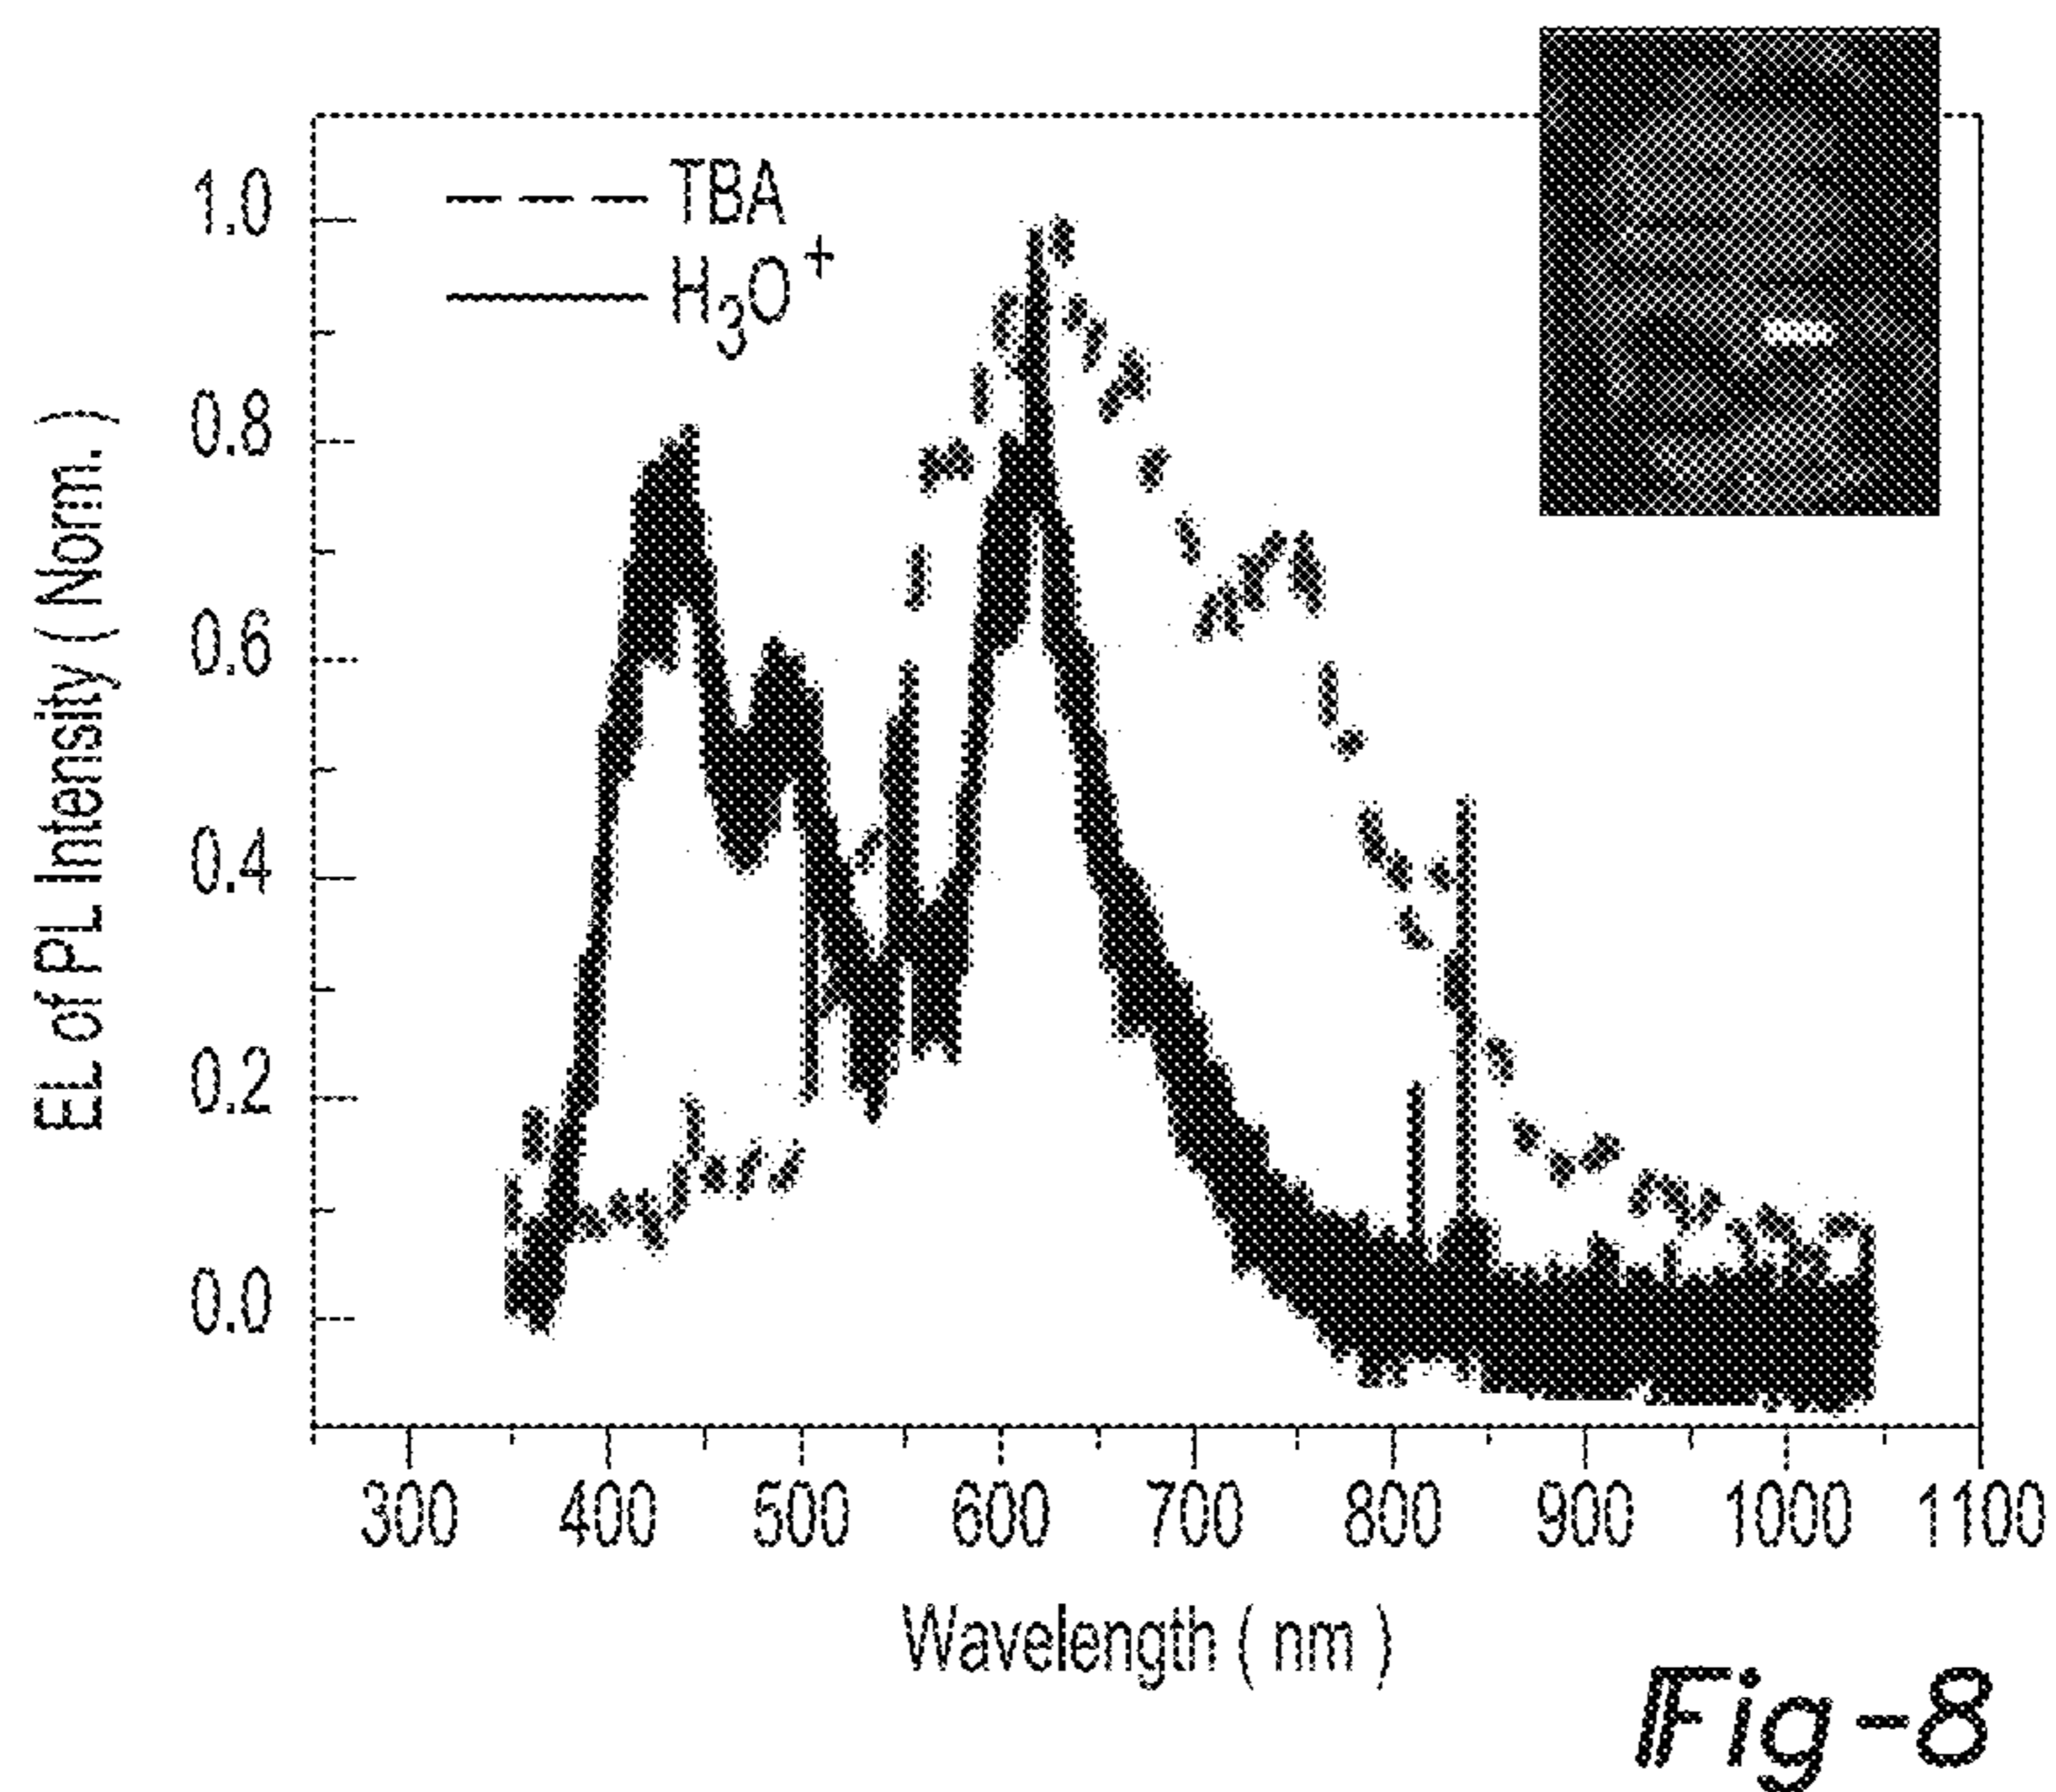 TBA
H₃O⁺
EL of PL Intensity ( Norm. )
1.0
0.8
0.6
0.4
0.2
0.0
300 400 500 600 700 800 900 1000 1100
Wavelength ( nm )
Fig-8